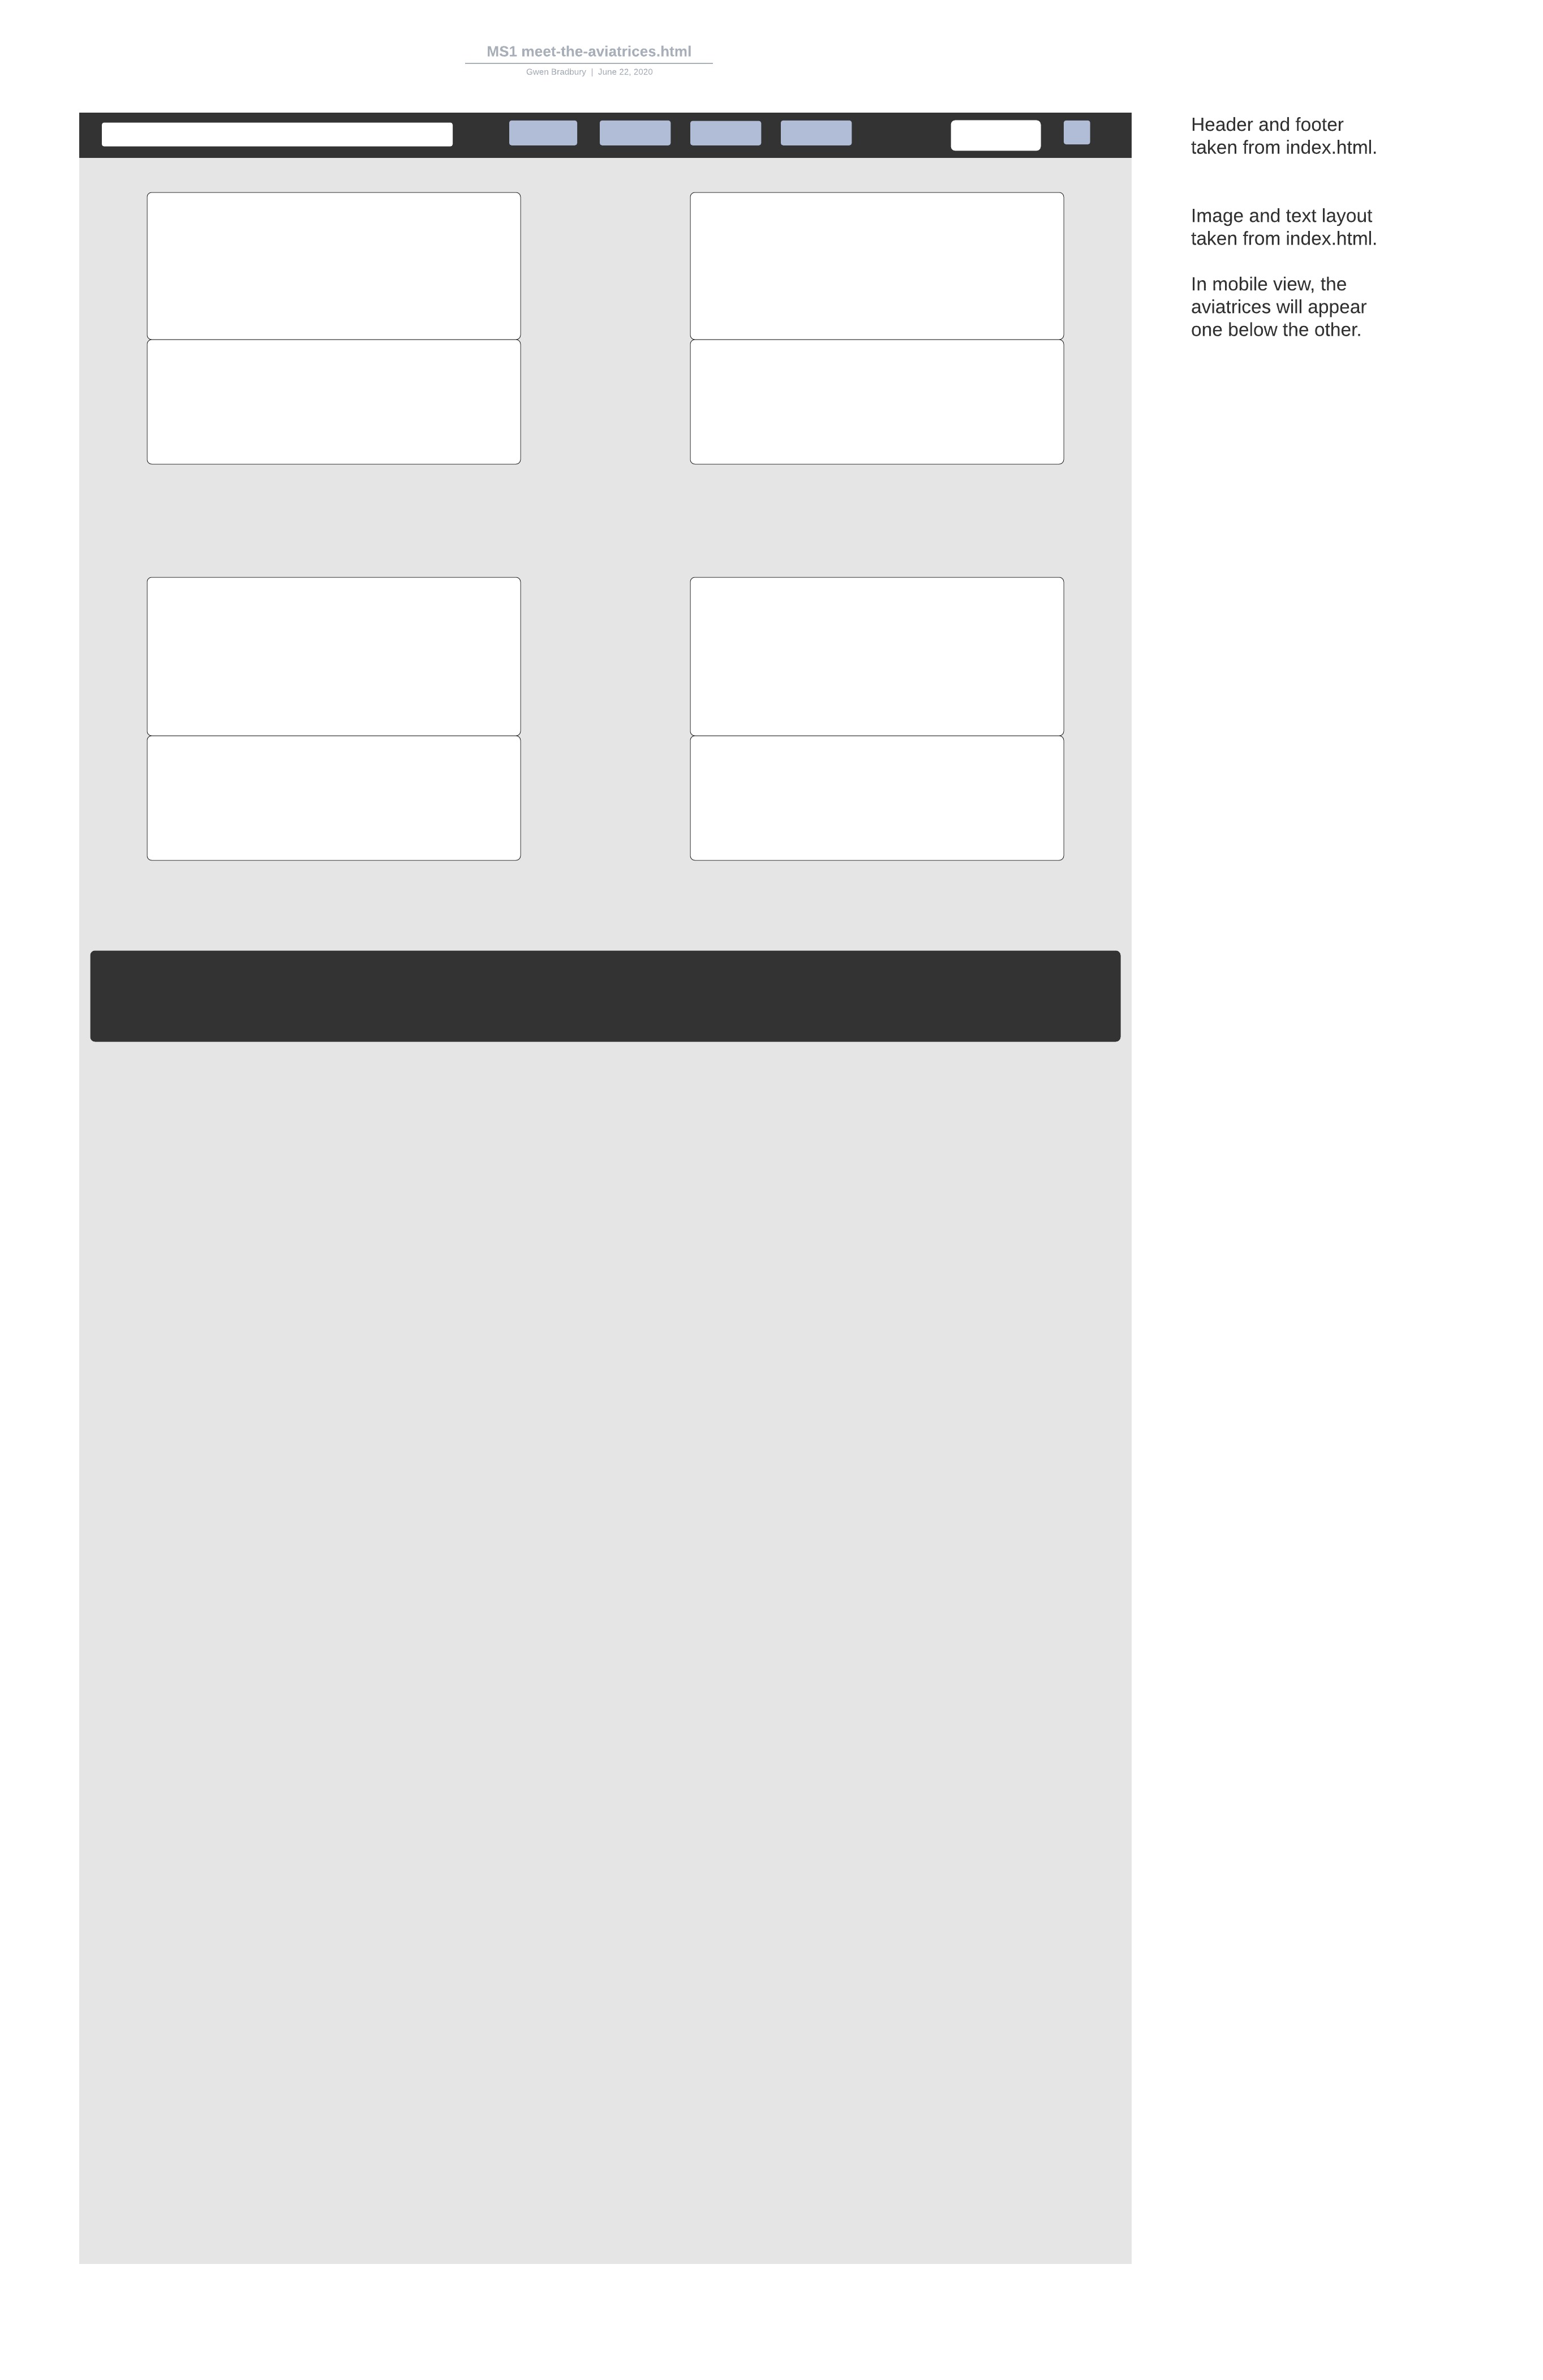 MS1 meet-the-aviatrices.html
Gwen Bradbury | June 22, 2020
Header and footer
taken from index.html.
Image and text layout
taken from index.html.
In mobile view, the
aviatrices will appear
one below the other.